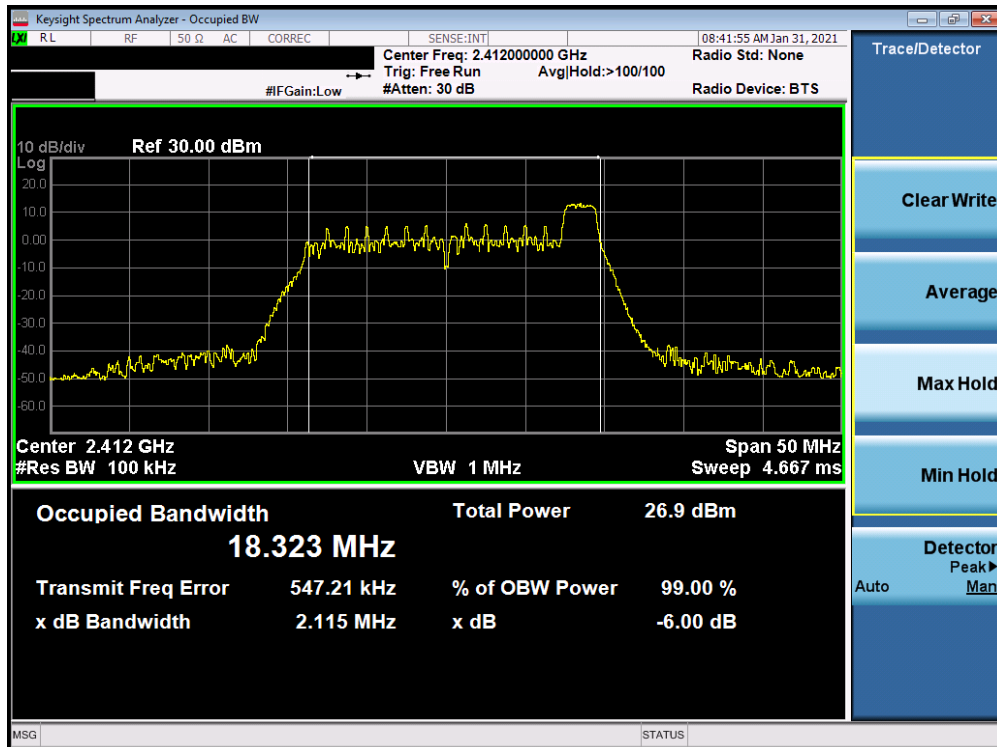 Keysight Spectrum Analyzer - Occupied BW
LXI RL RF 50 Ω AC CORREC SENSE:INT 08:41:55 AM Jan 31, 2021
Center Freq: 2.412000000 GHz Radio Std: None
Trig: Free Run Avg|Hold:>100/100
#IFGain:Low #Atten: 30 dB Radio Device: BTS
10 dB/div Ref 30.00 dBm
Log
20.0
10.0
0.00
-10.0
-20.0
-30.0
-40.0
-50.0
-60.0
Center 2.412 GHz Span 50 MHz
#Res BW 100 kHz VBW 1 MHz Sweep 4.667 ms
Occupied Bandwidth Total Power 26.9 dBm
18.323 MHz
Transmit Freq Error 547.21 kHz % of OBW Power 99.00 %
x dB Bandwidth 2.115 MHz x dB -6.00 dB
MSG STATUS
Trace/Detector
Clear Write
Average
Max Hold
Min Hold
Detector
Peak▶
Auto Man